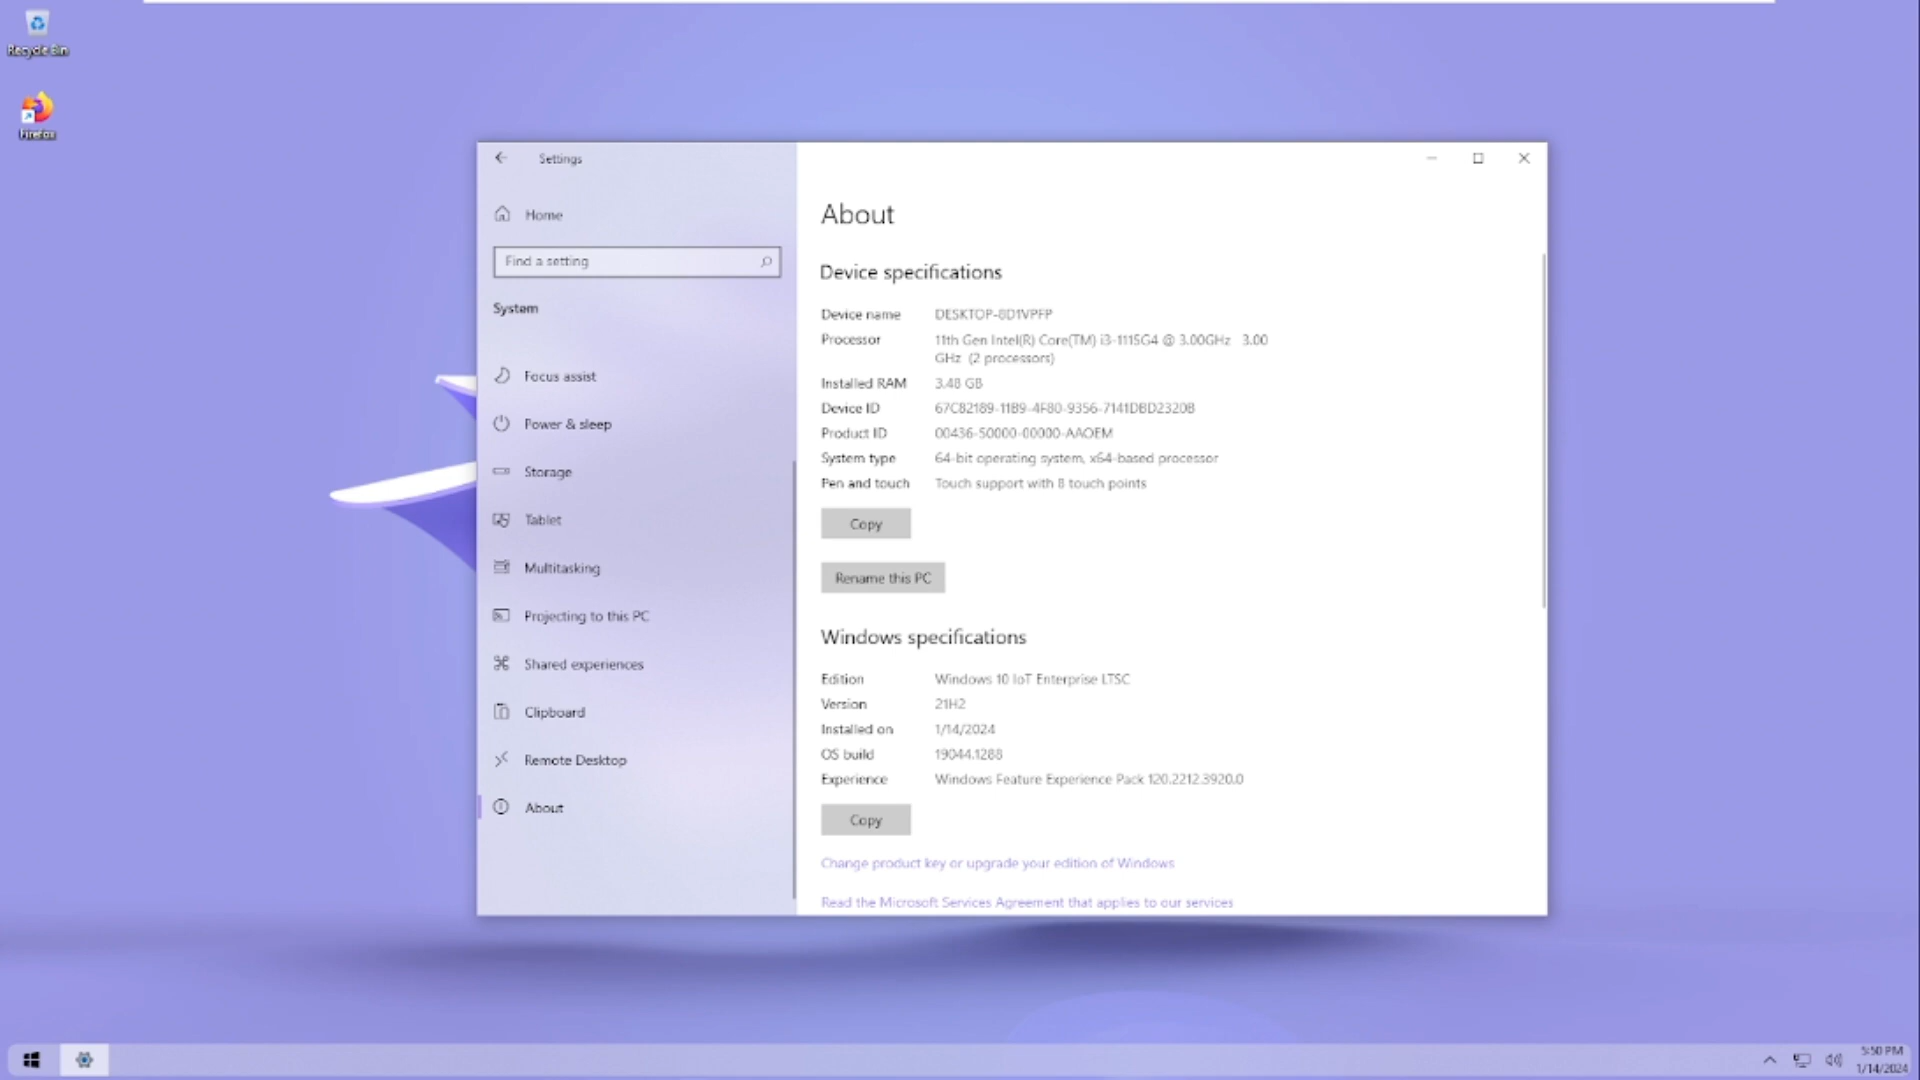 Recycle Bin
Firefox
Settings
Home
Find a setting
System
Focus assist
Power & sleep
Storage
Tablet
Multitasking
Projecting to this PC
Shared experiences
Clipboard
Remote Desktop
About
About
Device specifications
Device name DESKTOP-8D1VPFP
Processor 11th Gen Intel(R) Core(TM) i3-1115G4 @ 3.00GHz 3.00
GHz (2 processors)
Installed RAM 3.48 GB
Device ID 67C82189-11B9-4F80-9356-7141DBD2320B
Product ID 00436-50000-00000-AAOEM
System type 64-bit operating system, x64-based processor
Pen and touch Touch support with 8 touch points
Copy
Rename this PC
Windows specifications
Edition Windows 10 IoT Enterprise LTSC
Version 21H2
Installed on 1/14/2024
OS build 19044.1288
Experience Windows Feature Experience Pack 120.2212.3920.0
Copy
Change product key or upgrade your edition of Windows
Read the Microsoft Services Agreement that applies to our services
5:50 PM
1/14/2024